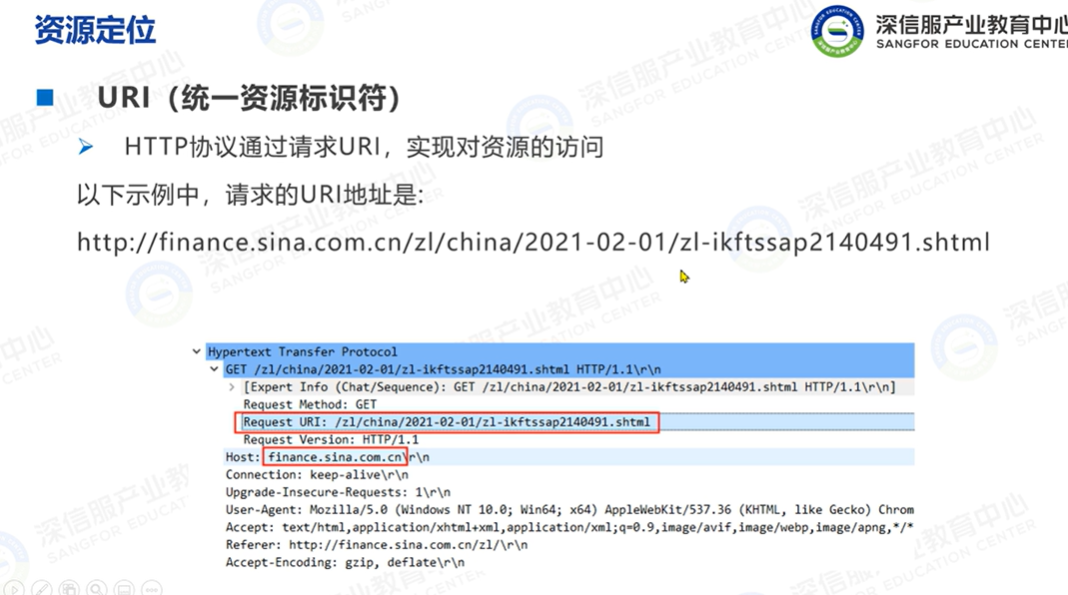 资源定位
深信服产业教育中心
SANGFOR EDUCATION CENTER
URI（统一资源标识符）
HTTP协议通过请求URI，实现对资源的访问
以下示例中，请求的URI地址是:
http://finance.sina.com.cn/zl/china/2021-02-01/zl-ikftssap2140491.shtml
Hypertext Transfer Protocol
GET /zl/china/2021-02-01/zl-ikftssap2140491.shtml HTTP/1.1\r\n
[Expert Info (Chat/Sequence): GET /zl/china/2021-02-01/zl-ikftssap2140491.shtml HTTP/1.1\r\n]
Request Method: GET
Request URI: /zl/china/2021-02-01/zl-ikftssap2140491.shtml
Request Version: HTTP/1.1
Host: finance.sina.com.cn\r\n
Connection: keep-alive\r\n
Upgrade-Insecure-Requests: 1\r\n
User-Agent: Mozilla/5.0 (Windows NT 10.0; Win64; x64) AppleWebKit/537.36 (KHTML, like Gecko) Chrom
Accept: text/html,application/xhtml+xml,application/xml;q=0.9,image/avif,image/webp,image/apng,*/*
Referer: http://finance.sina.com.cn/zl/\r\n
Accept-Encoding: gzip, deflate\r\n